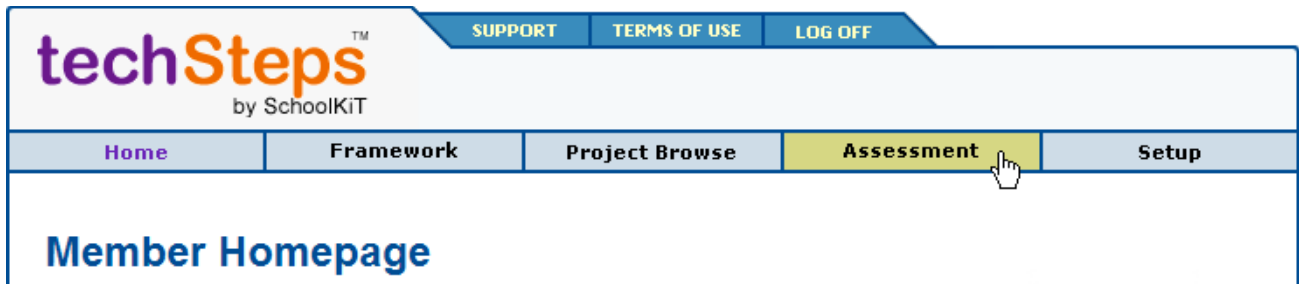 SUPPORT TERMS OF USE LOG OFF
techSteps™
by SchoolKiT
Home Framework Project Browse Assessment Setup
Member Homepage